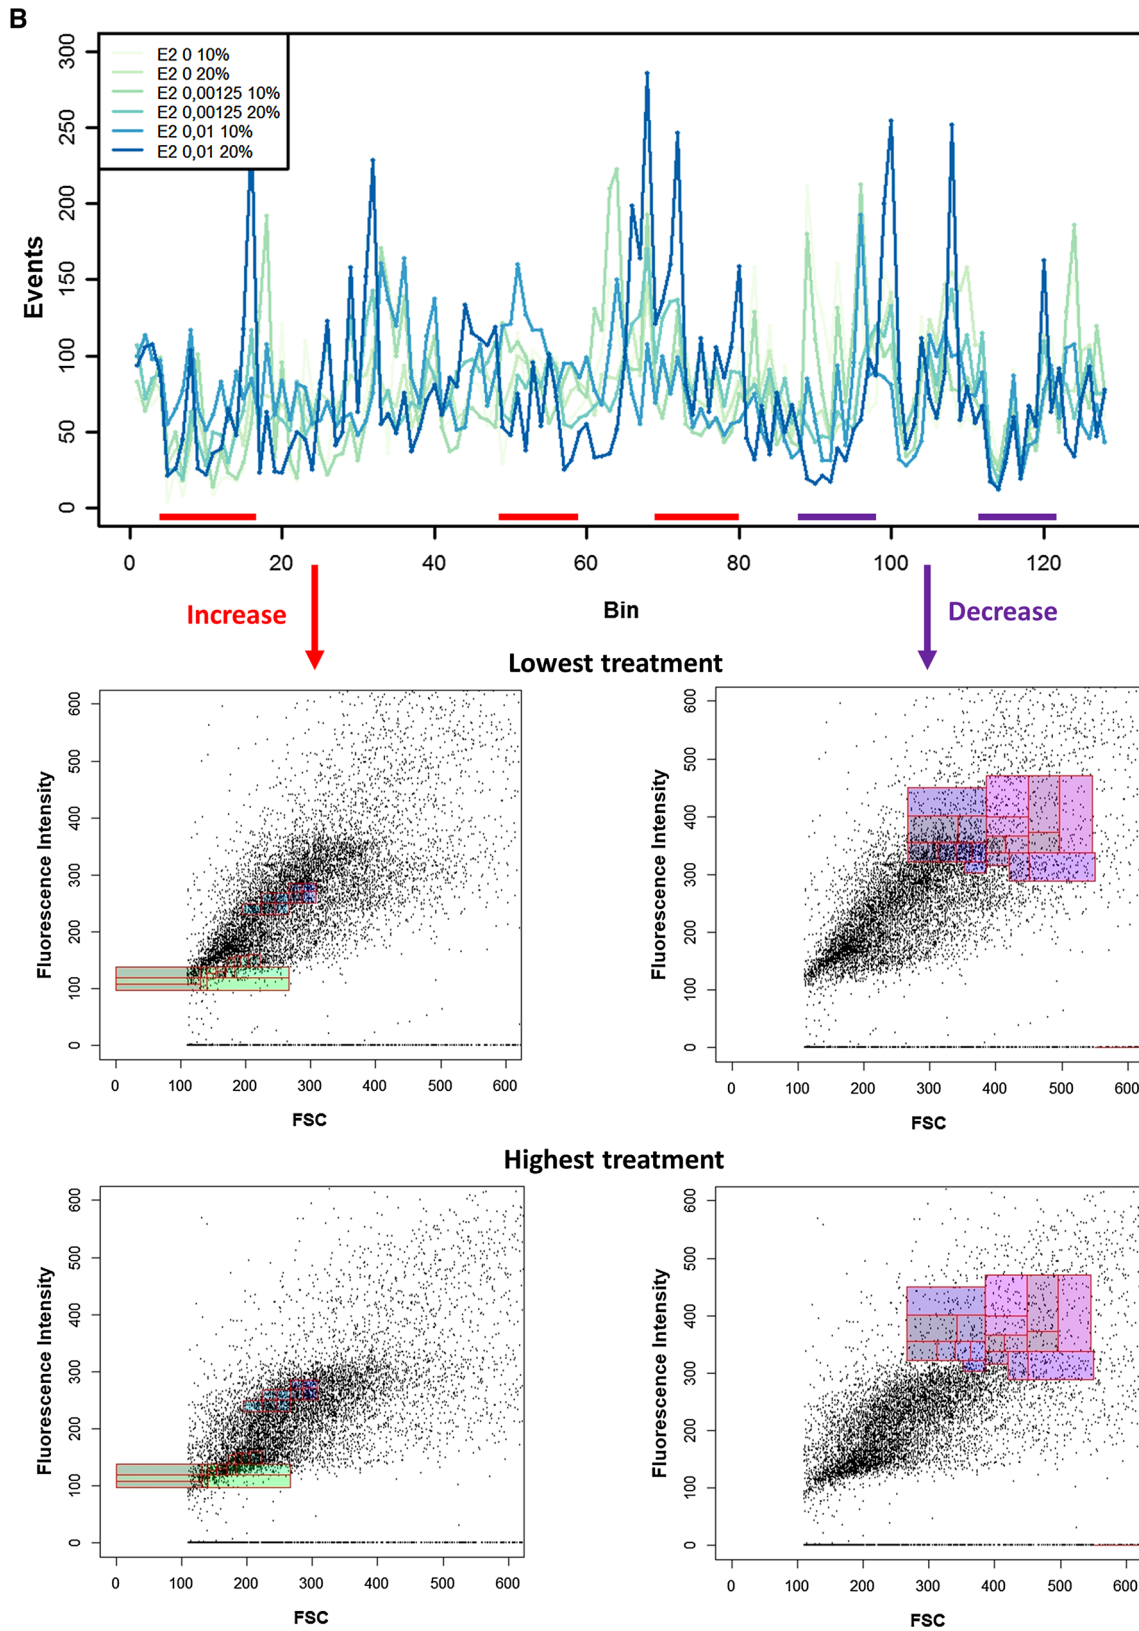 B
E2 0 10%
E2 0 20%
E2 0,00125 10%
E2 0,00125 20%
E2 0,01 10%
E2 0,01 20%
Events
0
50
100
150
200
250
300
0 20 40 60 80 100 120
Bin
Increase
Decrease
Lowest treatment
Fluorescence Intensity
0
100
200
300
400
500
600
0 100 200 300 400 500 600
FSC
Fluorescence Intensity
0
100
200
300
400
500
600
0 100 200 300 400 500 600
FSC
Highest treatment
Fluorescence Intensity
0
100
200
300
400
500
600
0 100 200 300 400 500 600
FSC
Fluorescence Intensity
0
100
200
300
400
500
600
0 100 200 300 400 500 600
FSC